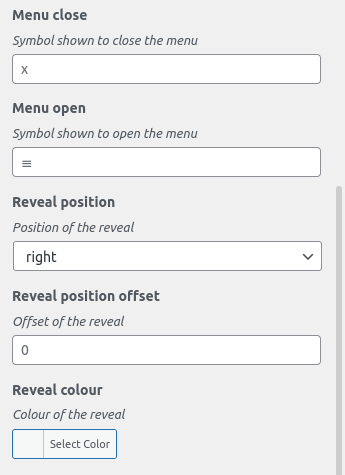 Menu close
Symbol shown to close the menu
x
Menu open
Symbol shown to open the menu
≡
Reveal position
Position of the reveal
right
Reveal position offset
Offset of the reveal
0
Reveal colour
Colour of the reveal
Select Color